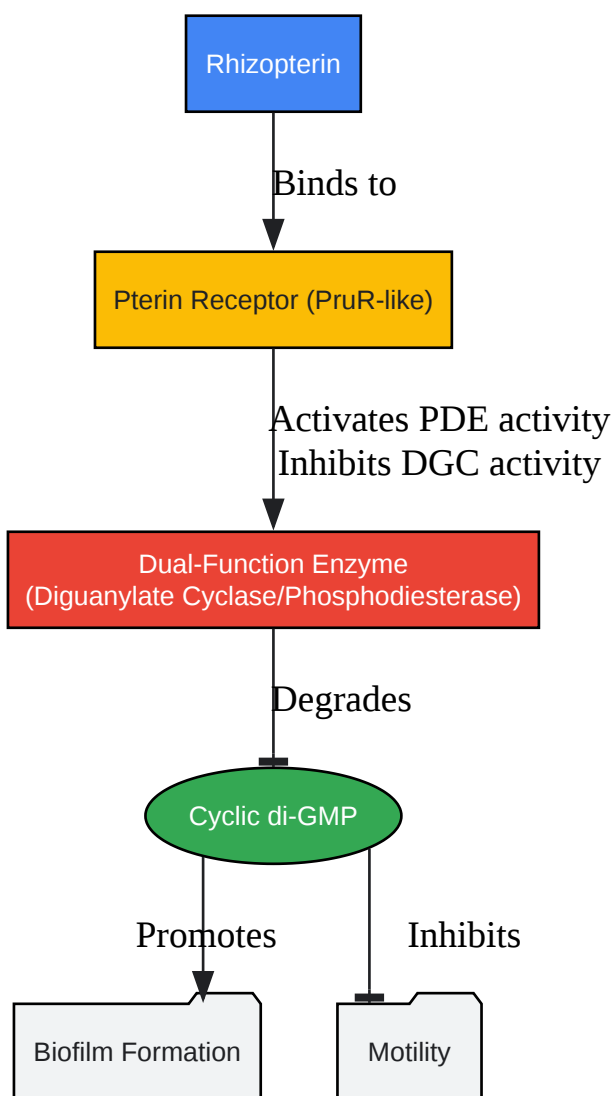 Rhizopterin
Binds to
Pterin Receptor (PruR-like)
Activates PDE activity
Inhibits DGC activity
Dual-Function Enzyme
(Diguanylate Cyclase/Phosphodiesterase)
Degrades
Cyclic di-GMP
Promotes
Inhibits
Biofilm Formation
Motility